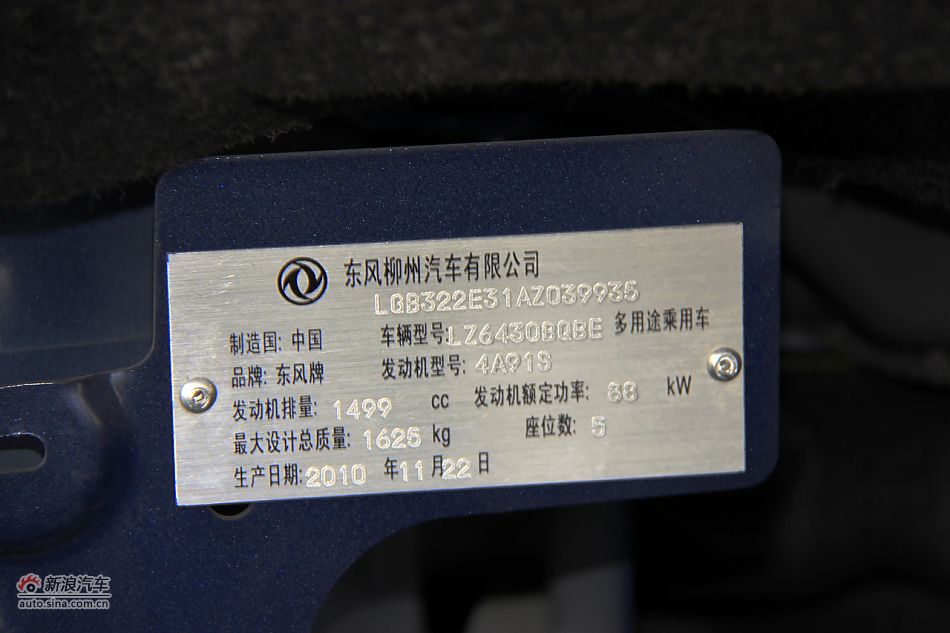 东风柳州汽车有限公司
LGB322E31AZ039935
制造国: 中国 车辆型号: LZ6430BQBE 多用途乘用车
品牌: 东风牌 发动机型号: 4A91S
发动机排量: 1499 cc 发动机额定功率: 88 kW
最大设计总质量: 1625 kg 座位数: 5
生产日期: 2010 年 11 月 22 日
新浪汽车
auto.sina.com.cn